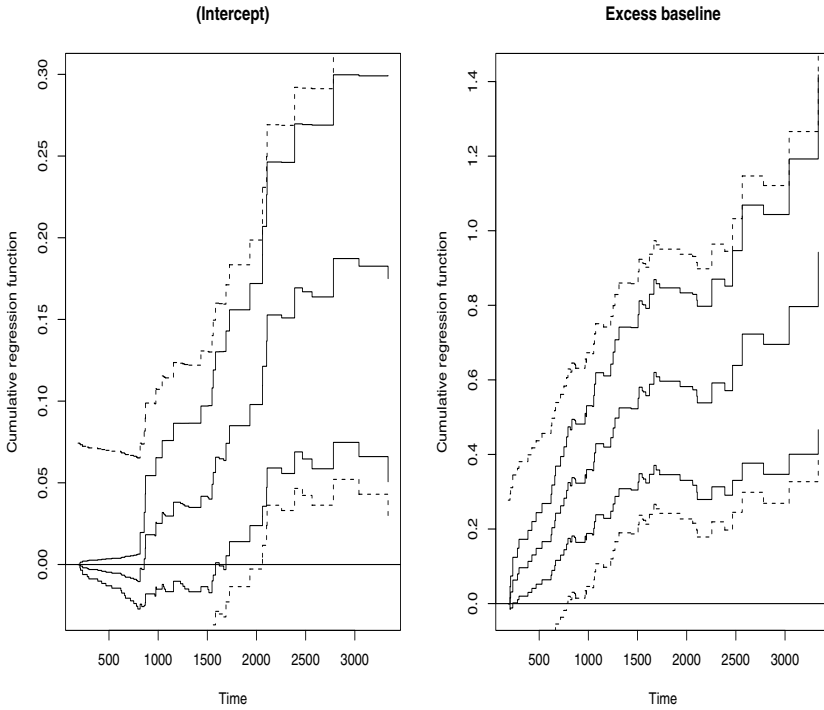 (Intercept)
Cumulative regression function
0.30
0.25
0.20
0.15
0.10
0.05
0.00
500 1000 1500 2000 2500 3000
Time
Excess baseline
Cumulative regression function
1.4
1.2
1.0
0.8
0.6
0.4
0.2
0.0
500 1000 1500 2000 2500 3000
Time